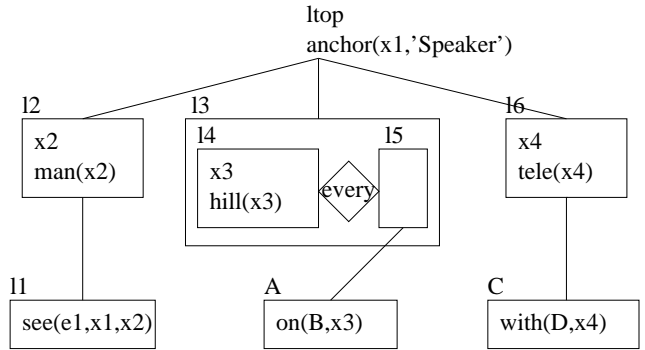 ltop
anchor(x1,’Speaker’)
l2
l3
l6
x2
man(x2)
l4
l5
x3
hill(x3)
every
x4
tele(x4)
l1
A
C
see(e1,x1,x2)
on(B,x3)
with(D,x4)